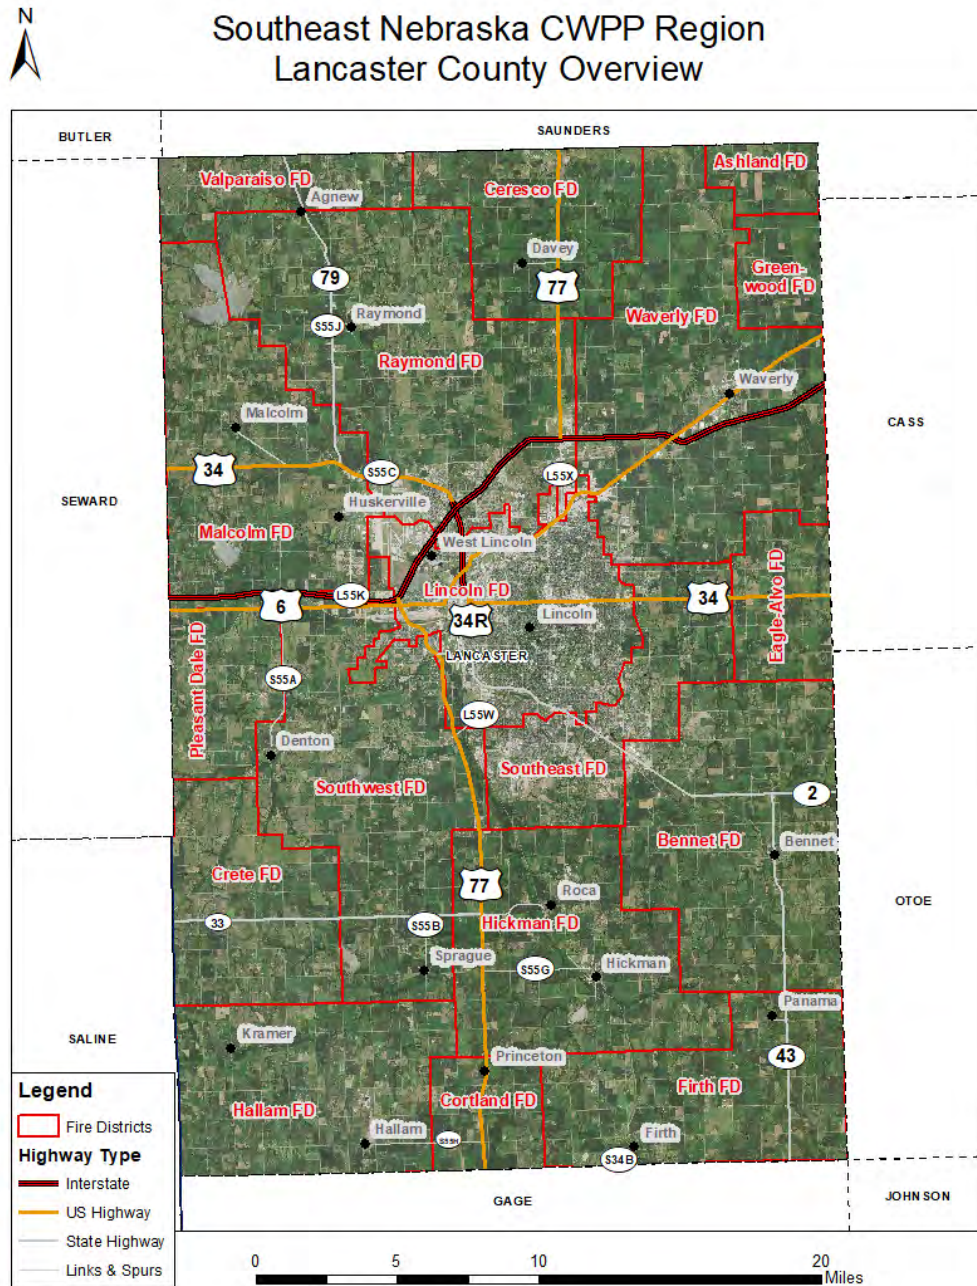 N
Southeast Nebraska CWPP Region
Lancaster County Overview
BUTLER
SAUNDERS
Ashland FD
Valparaiso FD
Ceresco FD
Agnew
Davey
Green-
wood FD
79
77
S55J
Raymond
Waverly FD
Raymond FD
Waverly
Malcolm
CASS
34
S55C
L55X
SEWARD
Huskerville
Malcolm FD
West Lincoln
Lincoln FD
L55K
6
34R
34
Eagle-Alvo FD
Lincoln
LANCASTER
Pleasant Dale FD
S55A
L55W
Denton
Southeast FD
Southwest FD
2
Bennet FD
Bennet
Crete FD
77
Roca
OTOE
33
S55B
Hickman FD
Sprague
S55G
Hickman
Panama
Kramer
SALINE
Princeton
43
Firth FD
Cortland FD
Hallam FD
Hallam
S55H
Firth
S34B
GAGE
JOHNSON
Legend
Fire Districts
Highway Type
Interstate
US Highway
State Highway
Links & Spurs
0 5 10 20
Miles